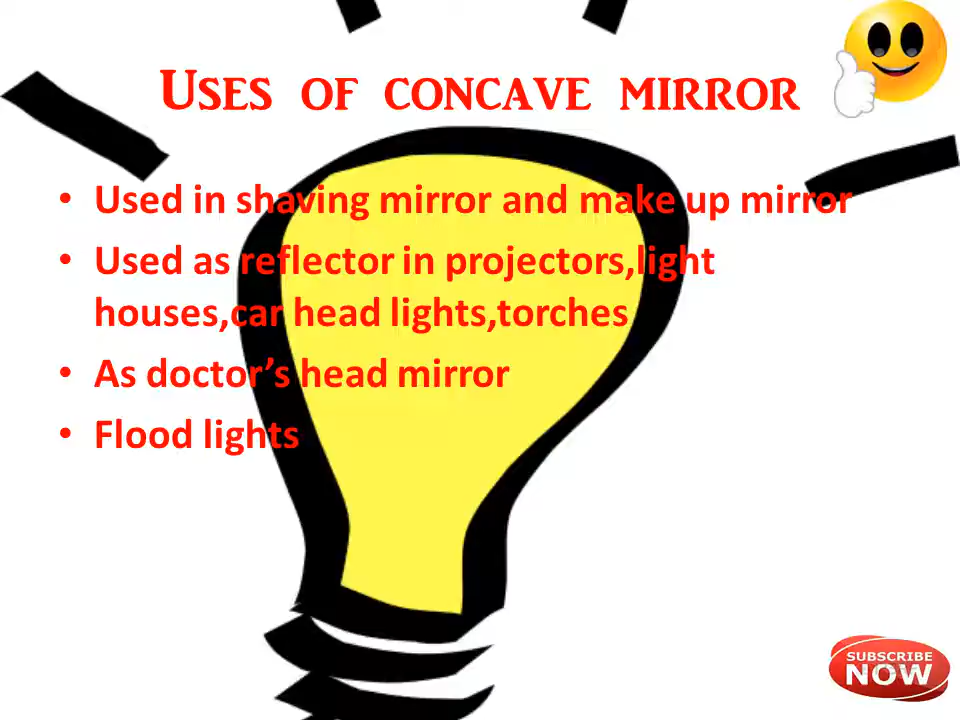 Uses of concave mirror
• Used in shaving mirror and make up mirror
• Used as reflector in projectors,light
houses,car head lights,torches
• As doctor’s head mirror
• Flood lights
SUBSCRIBE
NOW